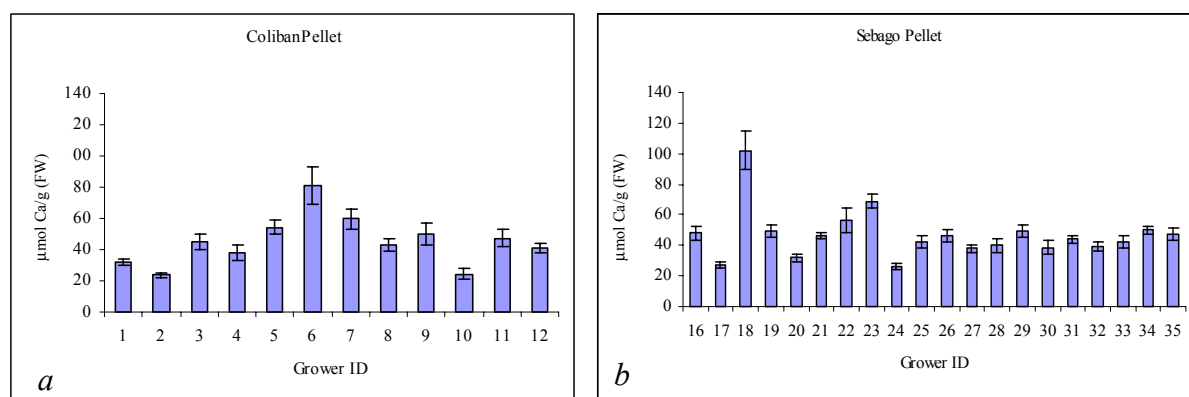 ColibanPellet
140
20
00
80
60
40
20
00
µmol Ca/g (FW)
1 2 3 4 5 6 7 8 9 10 11 12
Grower ID
a
Sebago Pellet
140
120
100
80
60
40
20
0
µmol Ca/g (FW)
16 17 18 19 20 21 22 23 24 25 26 27 28 29 30 31 32 33 34 35
Grower ID
b